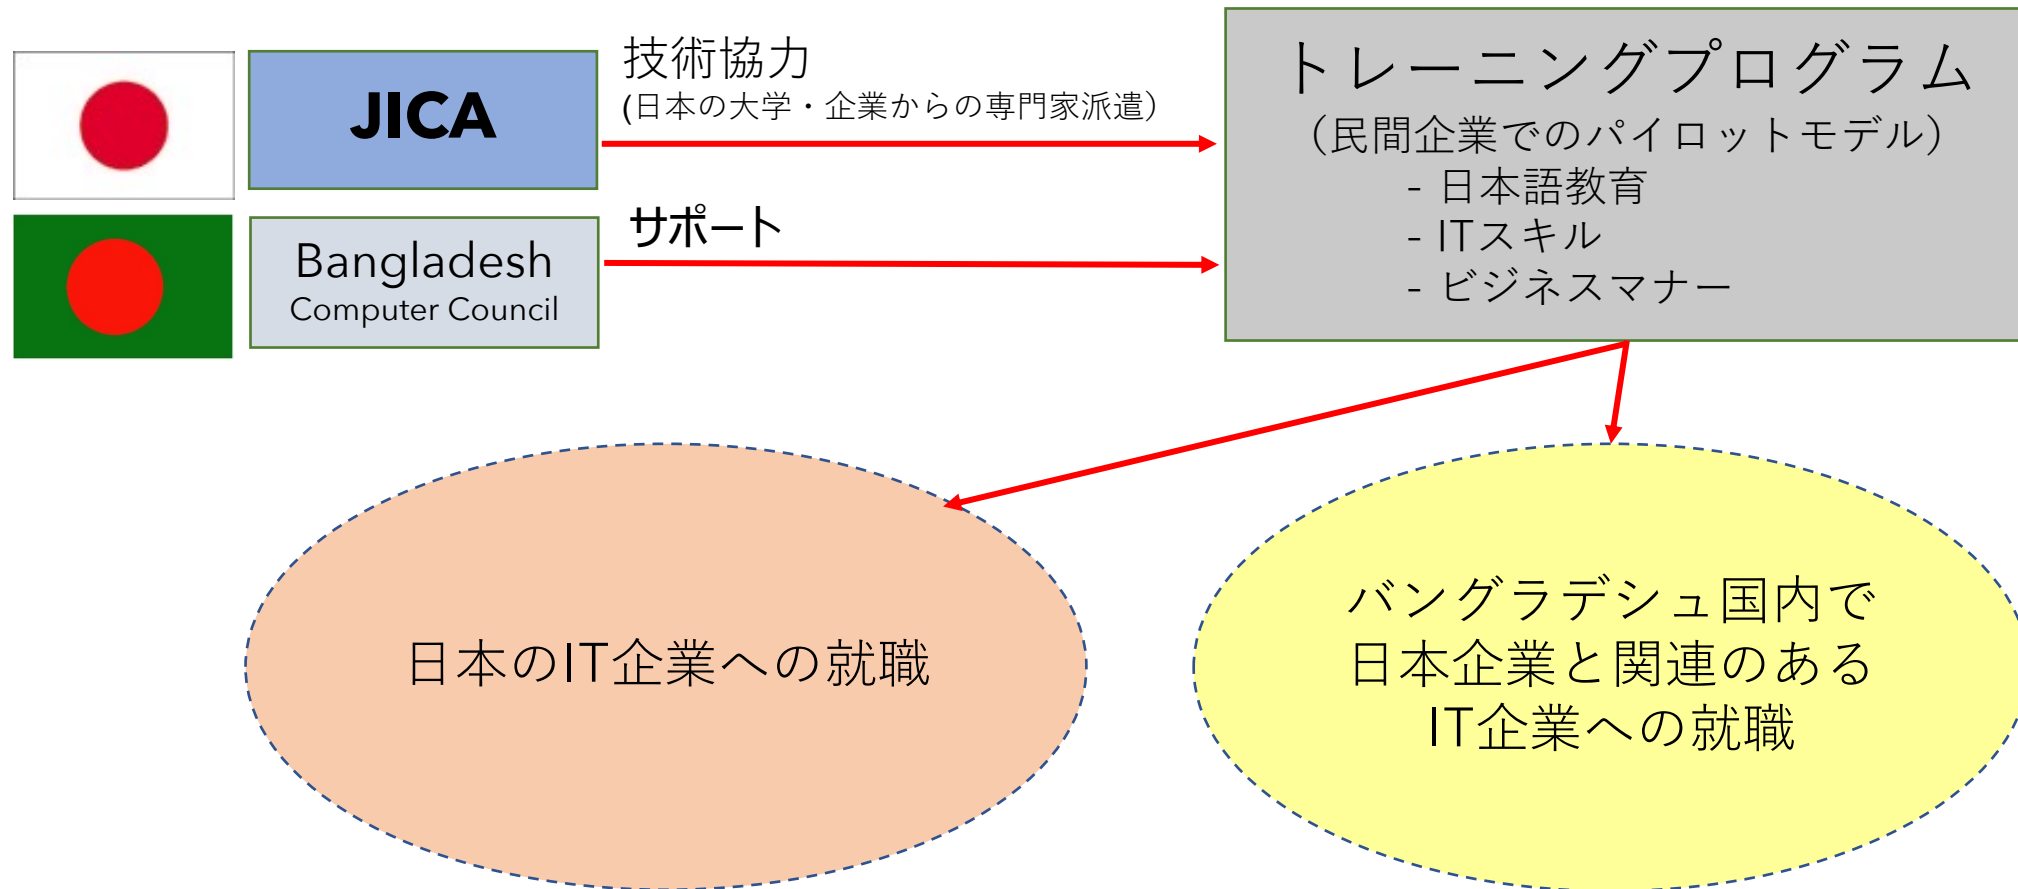 JICA
技術協力
(日本の大学・企業からの専門家派遣）
Bangladesh
Computer Council
サポート
トレーニングプログラム
（民間企業でのパイロットモデル）
- 日本語教育
- ITスキル
- ビジネスマナー
日本のIT企業への就職
バングラデシュ国内で
日本企業と関連のある
IT企業への就職